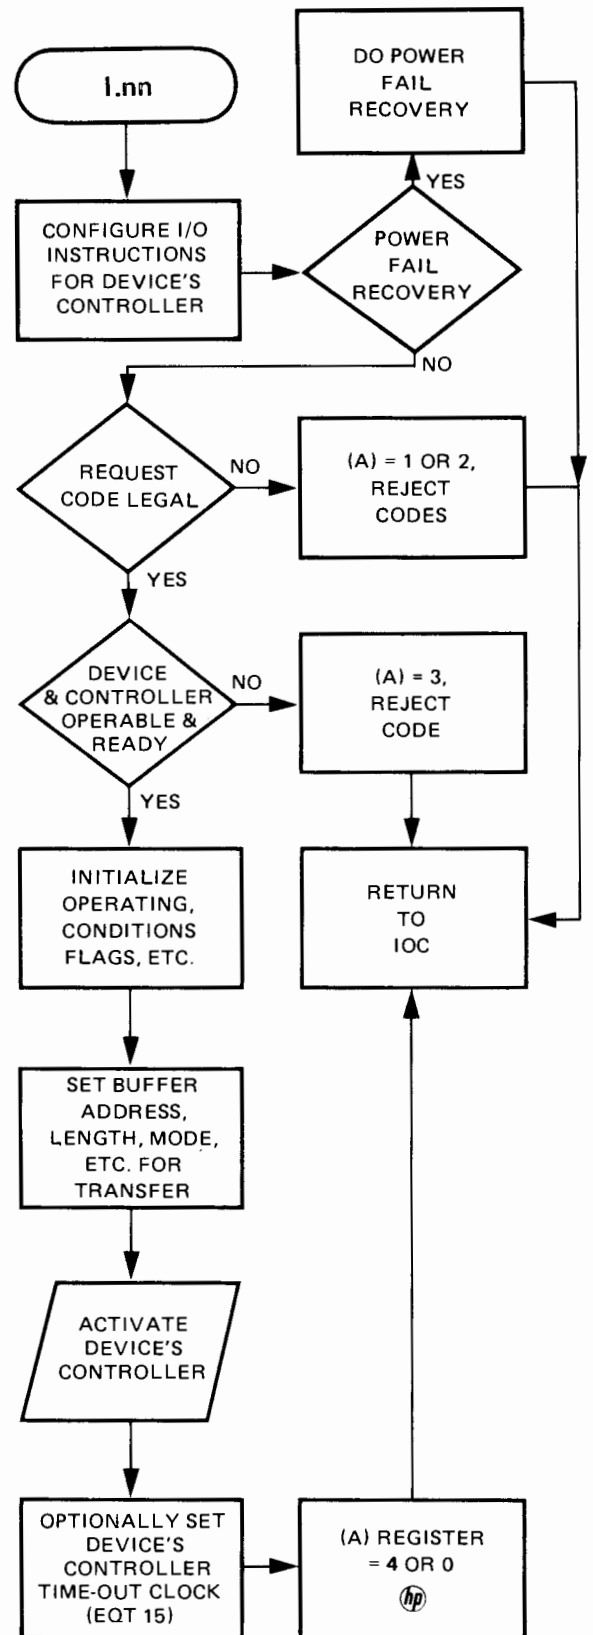 I.nn
DO POWER
FAIL
RECOVERY
YES
CONFIGURE I/O
INSTRUCTIONS
FOR DEVICE'S
CONTROLLER
POWER
FAIL
RECOVERY
NO
REQUEST
CODE LEGAL
NO
(A) = 1 OR 2,
REJECT
CODES
YES
DEVICE
& CONTROLLER
OPERABLE &
READY
NO
(A) = 3,
REJECT
CODE
YES
INITIALIZE
OPERATING,
CONDITIONS
FLAGS, ETC.
RETURN
TO
IOC
SET BUFFER
ADDRESS,
LENGTH, MODE,
ETC. FOR
TRANSFER
ACTIVATE
DEVICE'S
CONTROLLER
OPTIONALLY SET
DEVICE'S
CONTROLLER
TIME-OUT CLOCK
(EQT 15)
(A) REGISTER
= 4 OR 0
hp